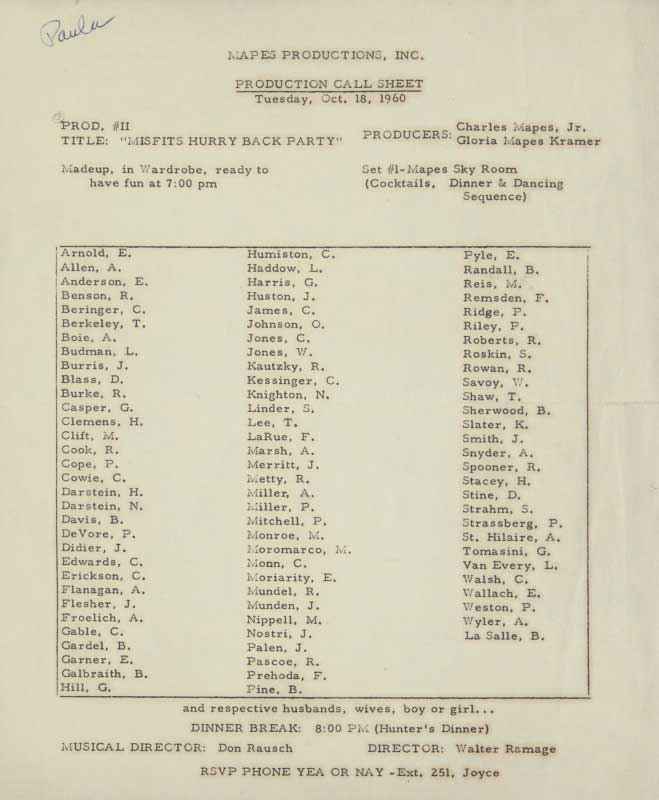 Paula
MAPES PRODUCTIONS, INC.
PRODUCTION CALL SHEET
Tuesday, Oct. 18, 1960
PROD. #II
TITLE: "MISFITS HURRY BACK PARTY"
PRODUCERS: Charles Mapes, Jr.
Gloria Mapes Kramer
Madeup, in Wardrobe, ready to
have fun at 7:00 pm
Set #1-Mapes Sky Room
(Cocktails, Dinner & Dancing
Sequence)
Arnold, E.
Allen, A.
Anderson, E.
Benson, R.
Beringer, C.
Berkeley, T.
Boie, A.
Budman, L.
Burris, J.
Blass, D.
Burke, R.
Casper, G.
Clemens, H.
Clift, M.
Cook, R.
Cope, P.
Cowie, C.
Darstein, H.
Darstein, N.
Davis, B.
DeVore, P.
Didier, J.
Edwards, C.
Erickson, C.
Flanagan, A.
Flesher, J.
Froelich, A.
Gable, C.
Gardel, B.
Garner, E.
Galbraith, B.
Hill, G.
Humiston, C.
Haddow, L.
Harris, G.
Huston, J.
James, C.
Johnson, O.
Jones, C.
Jones, W.
Kautzky, R.
Kessinger, C.
Knighton, N.
Linder, S.
Lee, T.
LaRue, F.
Marsh, A.
Merritt, J.
Metty, R.
Miller, A.
Miller, P.
Mitchell, P.
Monroe, M.
Moromarco, M.
Monn, C.
Moriarity, E.
Mundel, R.
Munden, J.
Nippell, M.
Nostri, J.
Palen, J.
Pascoe, R.
Prehoda, F.
Pine, B.
Pyle, E.
Randall, B.
Reis, M.
Remsden, F.
Ridge, P.
Riley, P.
Roberts, R.
Roskin, S.
Rowan, R.
Savoy, W.
Shaw, T.
Sherwood, B.
Slater, K.
Smith, J.
Snyder, A.
Spooner, R.
Stacey, H.
Stine, D.
Strahm, S.
Strassberg, P.
St. Hilaire, A.
Tomasini, G.
Van Every, L.
Walsh, C.
Wallach, E.
Weston, P.
Wyler, A.
La Salle, B.
and respective husbands, wives, boy or girl...
DINNER BREAK: 8:00 PM (Hunter's Dinner)
MUSICAL DIRECTOR: Don Rausch DIRECTOR: Walter Ramage
RSVP PHONE YEA OR NAY -Ext. 251, Joyce